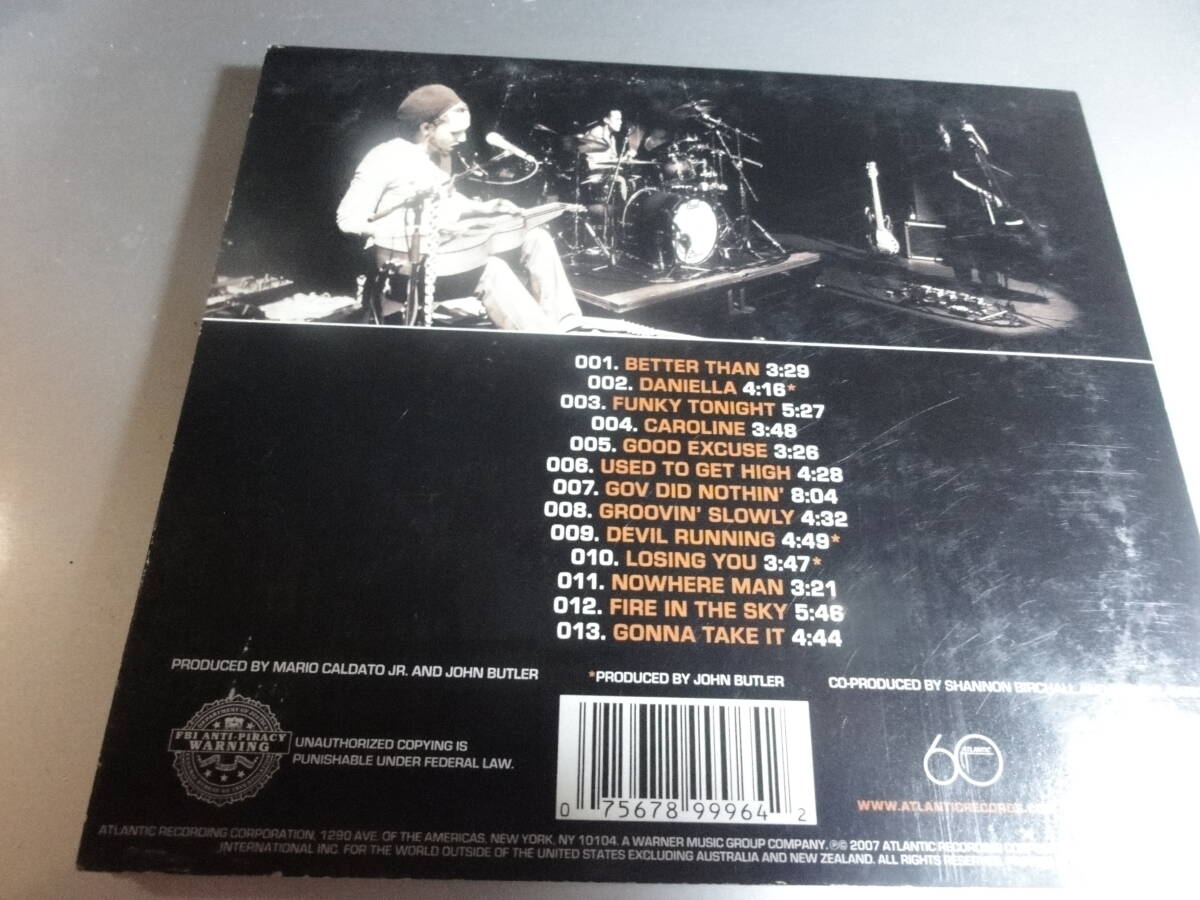 001. BETTER THAN 3:29
002. DANIELLA 4:16*
003. FUNKY TONIGHT 5:27
004. CAROLINE 3:48
005. GOOD EXCUSE 3:26
006. USED TO GET HIGH 4:28
007. GOV DID NOTHIN' 8:04
008. GROOVIN' SLOWLY 4:32
009. DEVIL RUNNING 4:49*
010. LOSING YOU 3:47*
011. NOWHERE MAN 3:21
012. FIRE IN THE SKY 5:46
013. GONNA TAKE IT 4:44
PRODUCED BY MARIO CALDATO JR. AND JOHN BUTLER
*PRODUCED BY JOHN BUTLER
CO-PRODUCED BY SHANNON BIRCHALL AND
FBI ANTI-PIRACY
WARNING
UNAUTHORIZED COPYING IS
PUNISHABLE UNDER FEDERAL LAW.
0 75678 99964 2
60
ATLANTIC
WWW.ATLANTICRECORDS.
ATLANTIC RECORDING CORPORATION, 1290 AVE. OF THE AMERICAS, NEW YORK, NY 10104. A WARNER MUSIC GROUP COMPANY. ℗© 2007 ATLANTIC RECORDING
INTERNATIONAL INC. FOR THE WORLD OUTSIDE OF THE UNITED STATES EXCLUDING AUSTRALIA AND NEW ZEALAND. ALL RIGHTS RESERVED.